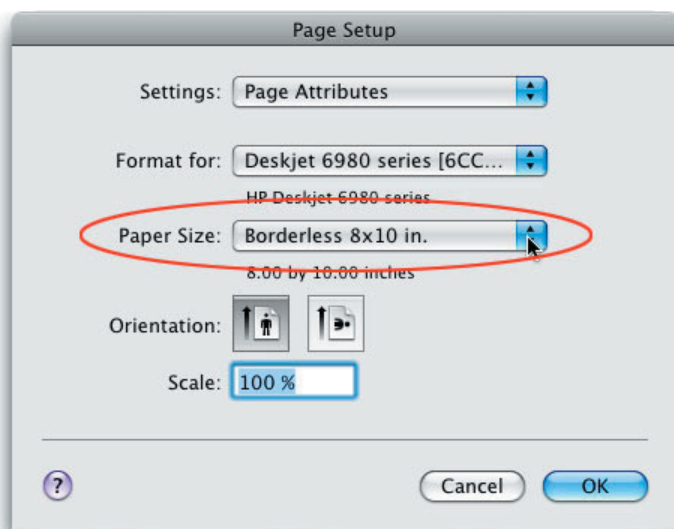 Page Setup
Settings: Page Attributes
Format for: Deskjet 6980 series [6CC...
HP Deskjet 6980 series
Paper Size: Borderless 8x10 in.
8.00 by 10.00 inches
Orientation:
Scale: 100 %
? Cancel OK